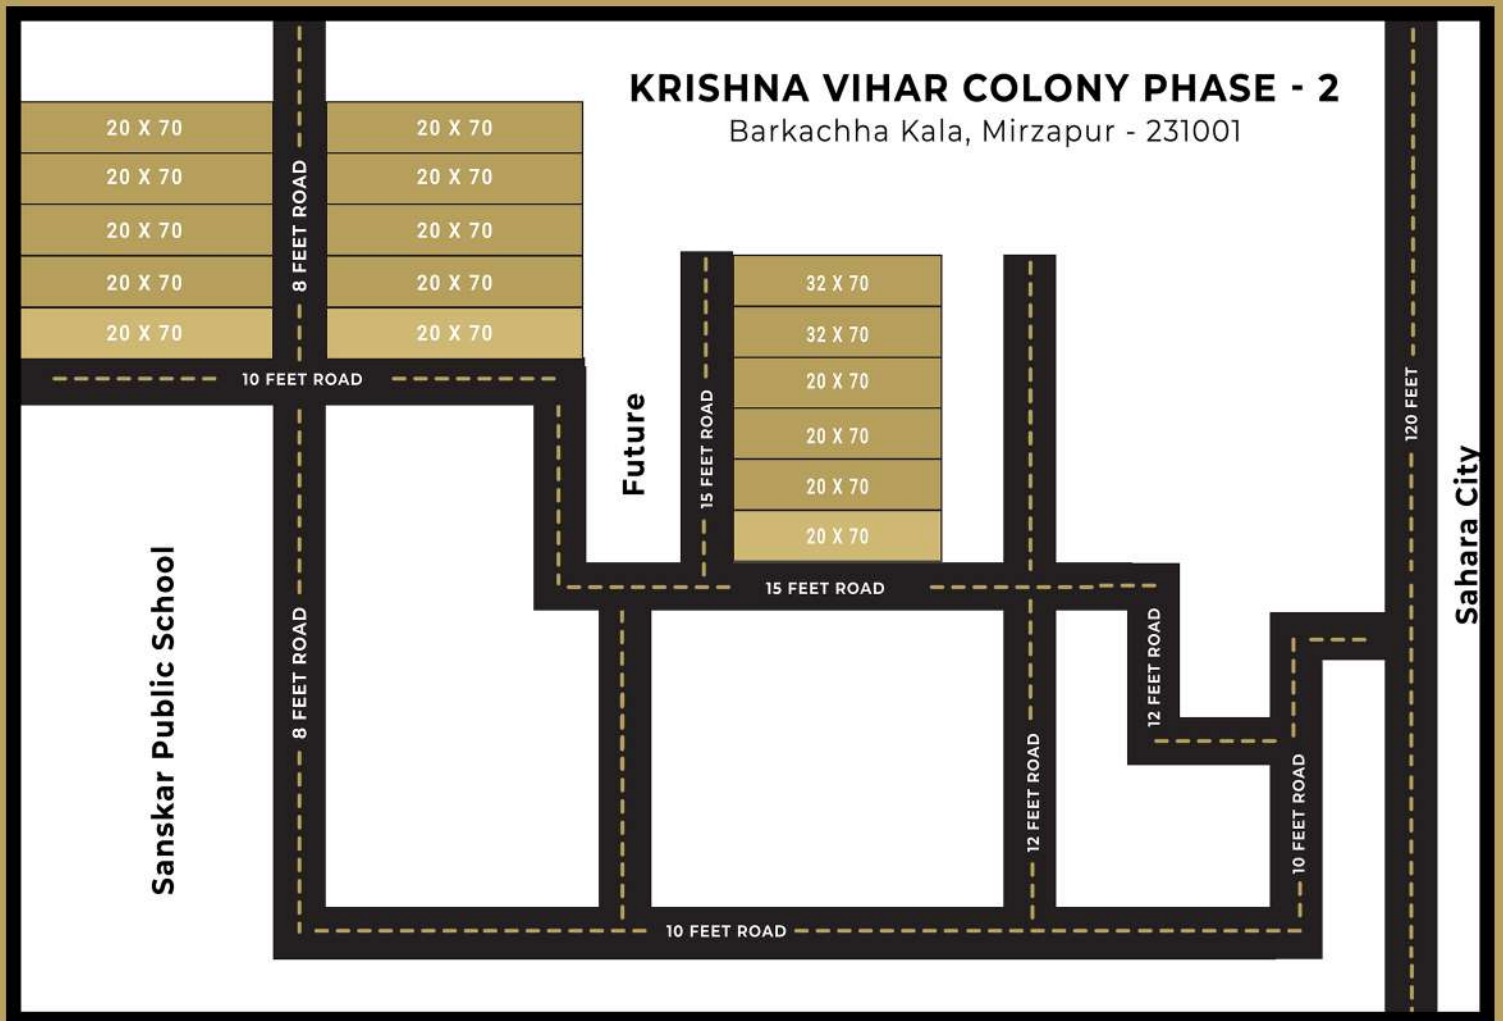 KRISHNA VIHAR COLONY PHASE - 2
Barkachha Kala, Mirzapur - 231001
20 X 70
20 X 70
20 X 70
20 X 70
20 X 70
8 FEET ROAD
20 X 70
20 X 70
20 X 70
20 X 70
20 X 70
10 FEET ROAD
Future
15 FEET ROAD
32 X 70
32 X 70
20 X 70
20 X 70
20 X 70
20 X 70
120 FEET
Sahara City
15 FEET ROAD
Sanskar Public School
8 FEET ROAD
12 FEET ROAD
12 FEET ROAD
10 FEET ROAD
10 FEET ROAD